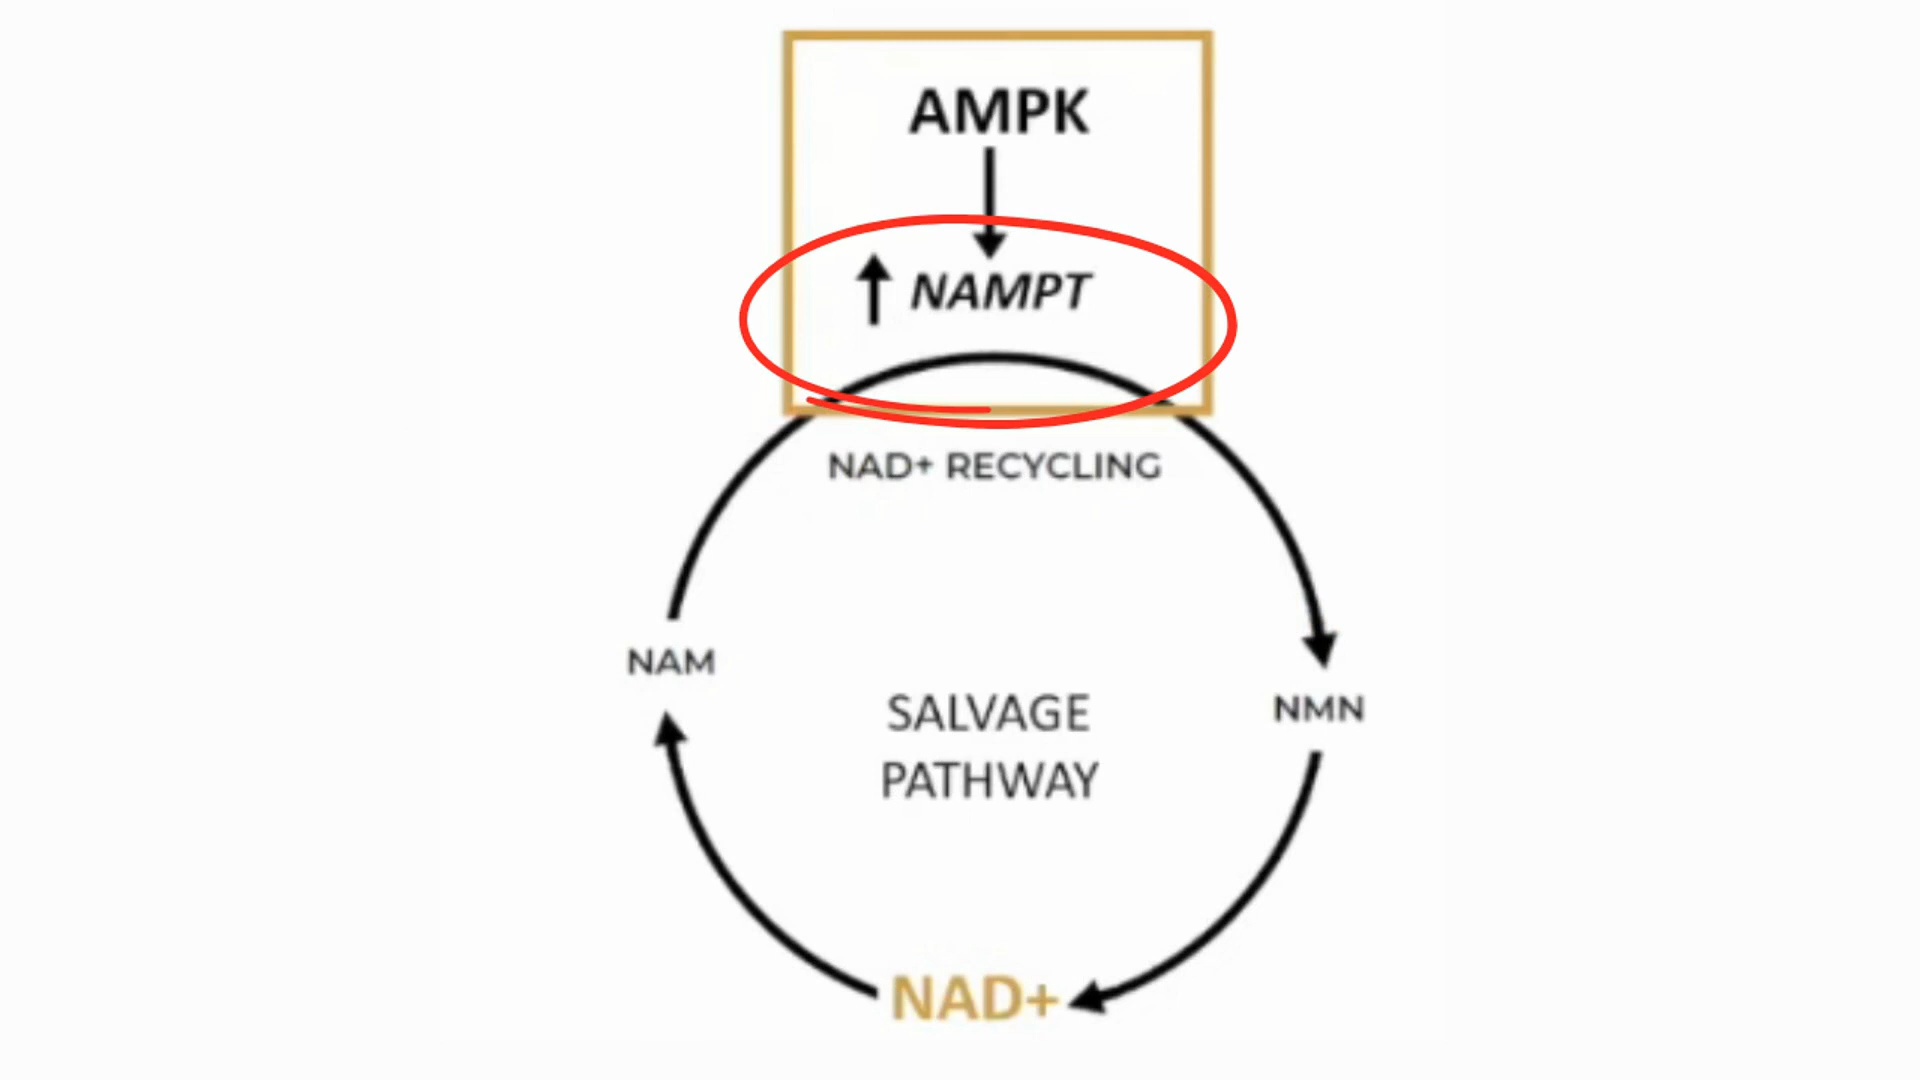 AMPK
NAMPT
NAD+ RECYCLING
NAM
NMN
SALVAGE
PATHWAY
NAD+